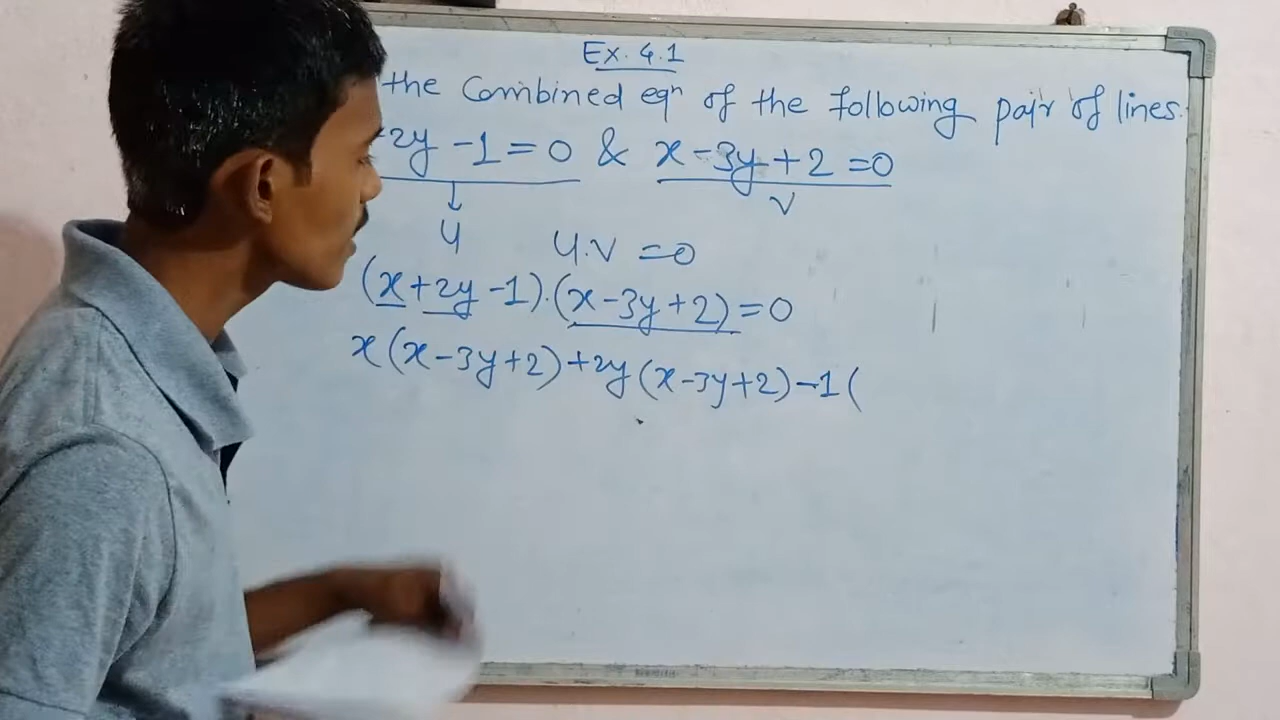 Ex. 4.1
the Combined eqⁿ of the following pair of lines.
2y -1 = 0 & x - 3y + 2 = 0
↓ u v
u.v = 0
(x + 2y - 1).(x - 3y + 2) = 0
x(x - 3y + 2) + 2y(x - 3y + 2) - 1(